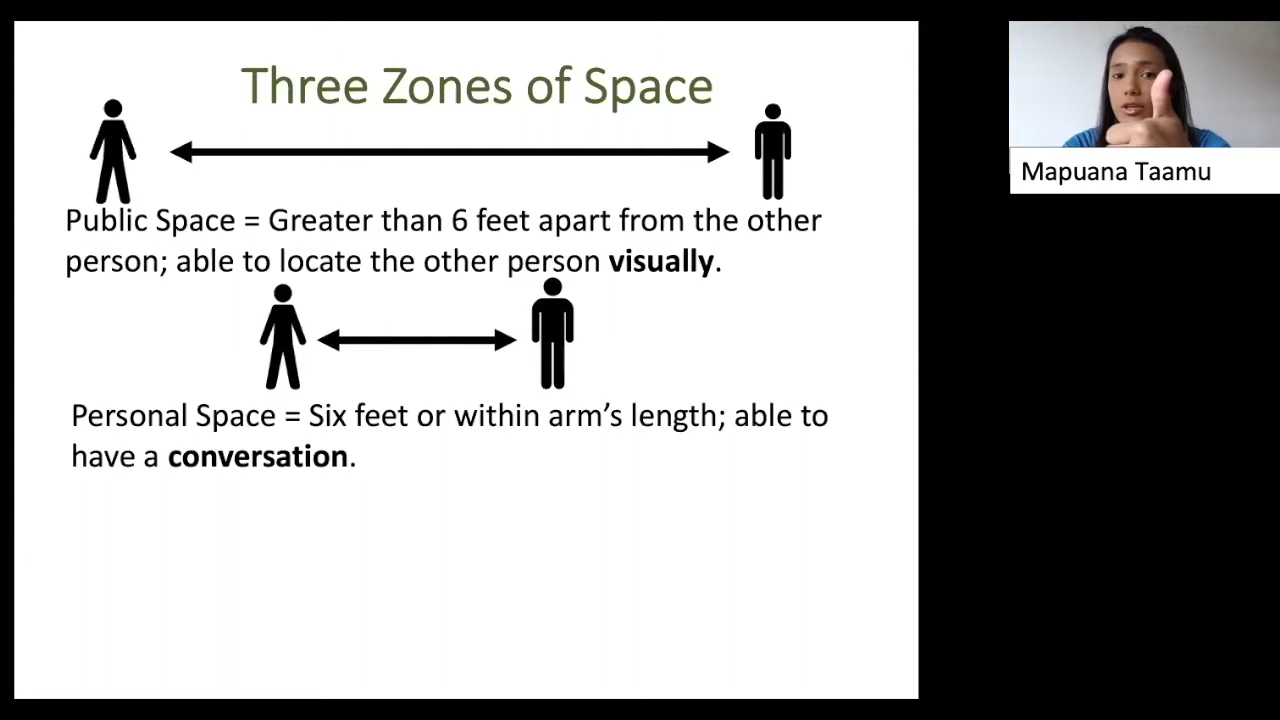 Three Zones of Space
Mapuana Taamu
Public Space = Greater than 6 feet apart from the other
person; able to locate the other person visually.
Personal Space = Six feet or within arm’s length; able to
have a conversation.